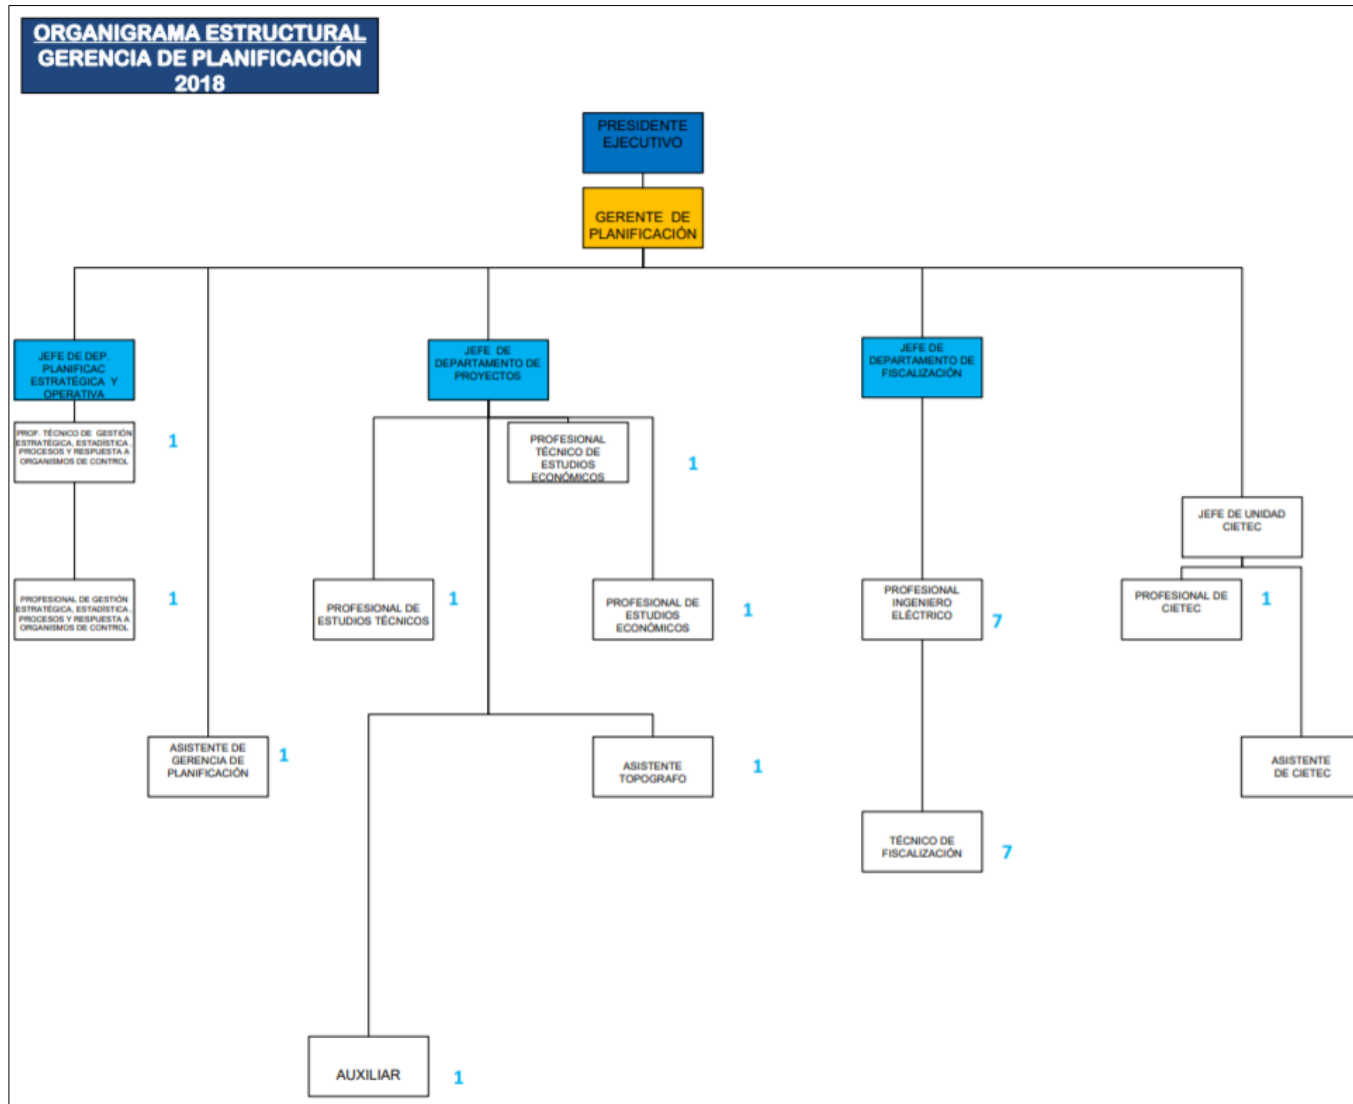 ORGANIGRAMA ESTRUCTURAL
GERENCIA DE PLANIFICACIÓN
2018
PRESIDENTE
EJECUTIVO
GERENTE DE
PLANIFICACIÓN
JEFE DE DEP.
PLANIFICAC
ESTRATÉGICA Y
OPERATIVA
JEFE DE
DEPARTAMENTO DE
PROYECTOS
JEFE DE
DEPARTAMENTO DE
FISCALIZACIÓN
PROF. TÉCNICO DE GESTIÓN
ESTRATÉGICA, ESTADÍSTICA,
PROCESOS Y RESPUESTA A
ORGANISMOS DE CONTROL
1
PROFESIONAL
TÉCNICO DE
ESTUDIOS
ECONÓMICOS
1
JEFE DE UNIDAD
CIETEC
PROFESIONAL DE GESTIÓN
ESTRATÉGICA, ESTADÍSTICA,
PROCESOS Y RESPUESTA A
ORGANISMOS DE CONTROL
1
PROFESIONAL DE
ESTUDIOS TÉCNICOS
1
PROFESIONAL DE
ESTUDIOS
ECONÓMICOS
1
PROFESIONAL
INGENIERO
ELÉCTRICO
7
PROFESIONAL DE
CIETEC
1
ASISTENTE DE
GERENCIA DE
PLANIFICACIÓN
1
ASISTENTE
TOPOGRAFO
1
ASISTENTE
DE CIETEC
TÉCNICO DE
FISCALIZACIÓN
7
AUXILIAR
1